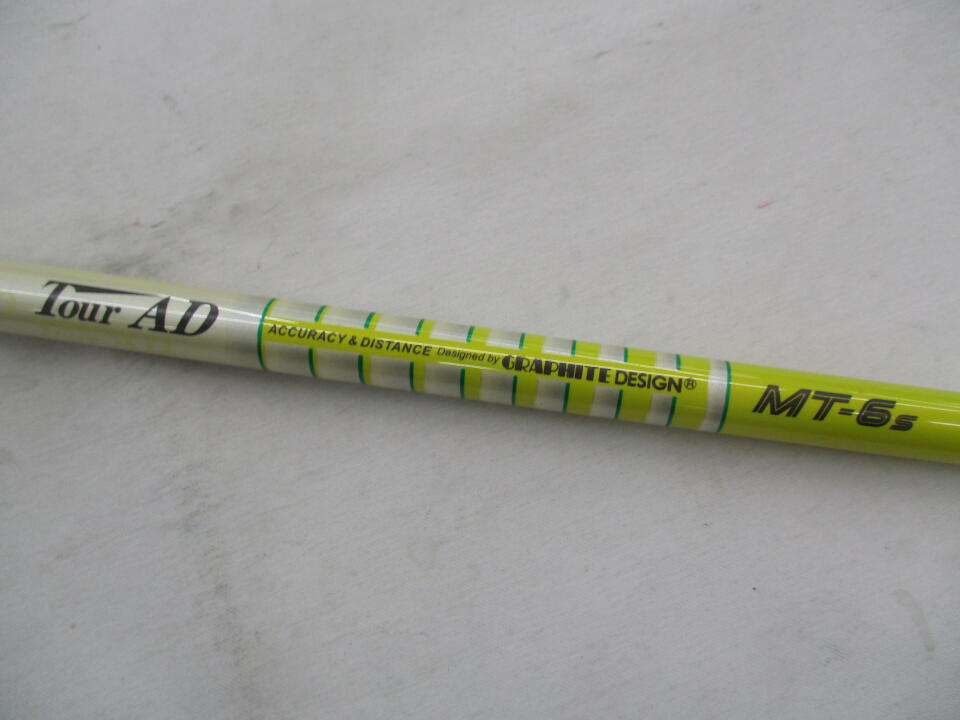 Tour AD
ACCURACY & DISTANCE Designed by GRAPHITE DESIGN®
MT-6s